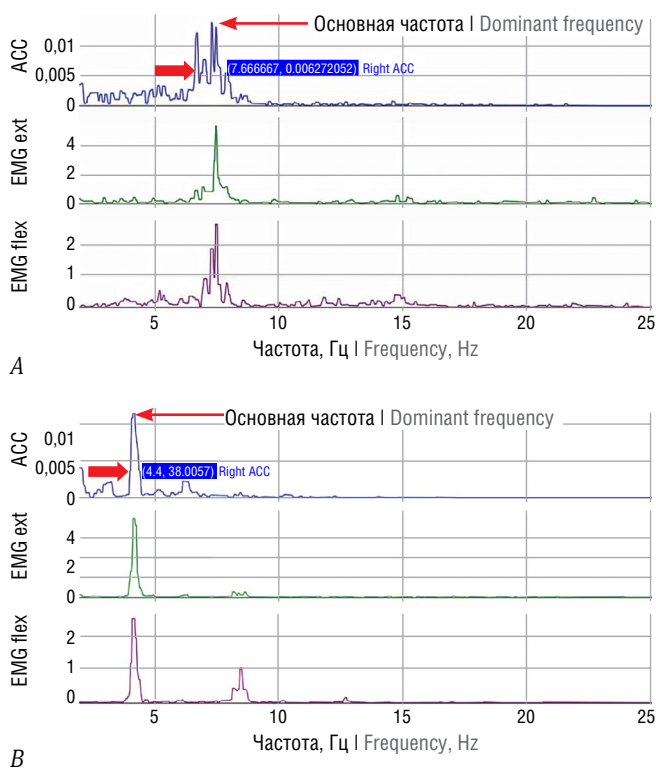 Основная частота | Dominant frequency
ACC
0,01
0,005
0
(7.666667, 0.006272052) Right ACC
EMG ext
4
2
0
EMG flex
2
1
0
5 10 15 20 25
Частота, Гц | Frequency, Hz
A
Основная частота | Dominant frequency
ACC
0,01
0,005
0
(4.4, 38.0057) Right ACC
EMG ext
4
2
0
EMG flex
2
1
0
5 10 15 20 25
Частота, Гц | Frequency, Hz
B